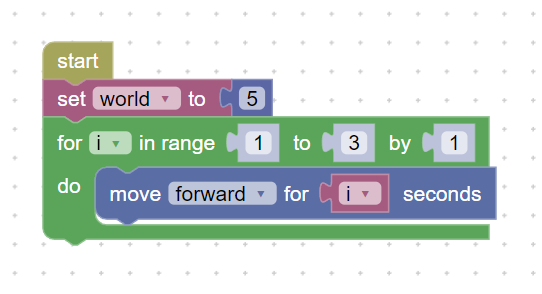 start
set world to 5
for i in range 1 to 3 by 1
do move forward for i seconds